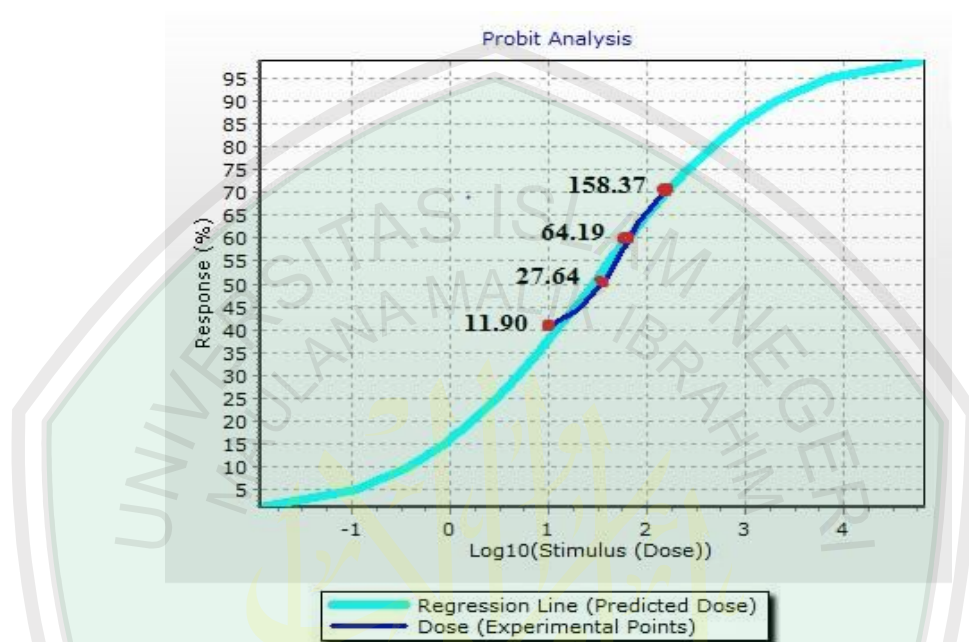 Probit Analysis
95
90
85
80
75
70
65
60
55
50
45
40
35
30
25
20
15
10
5
Response (%)
158.37
64.19
27.64
11.90
-1 0 1 2 3 4
Log10(Stimulus (Dose))
Regression Line (Predicted Dose)
Dose (Experimental Points)
UNIVERSITAS ISLAM NEGERI
MAULANA MALIK IBRAHIM